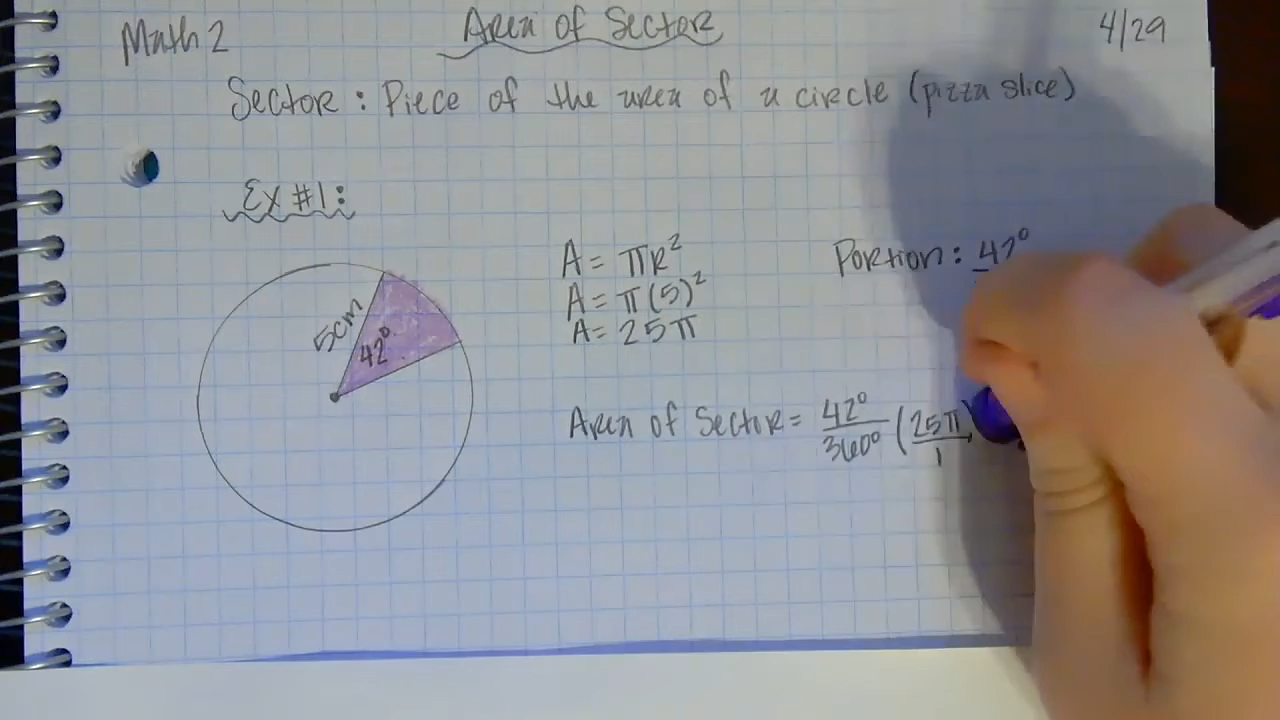 Math 2
Area of Sector
4/29
Sector: Piece of the area of a circle (pizza slice)
Ex #1:
5cm
42°
A = πR²
A = π(5)²
A = 25π
Portion: 42°
Area of Sector = 42°/360° (25π/1)